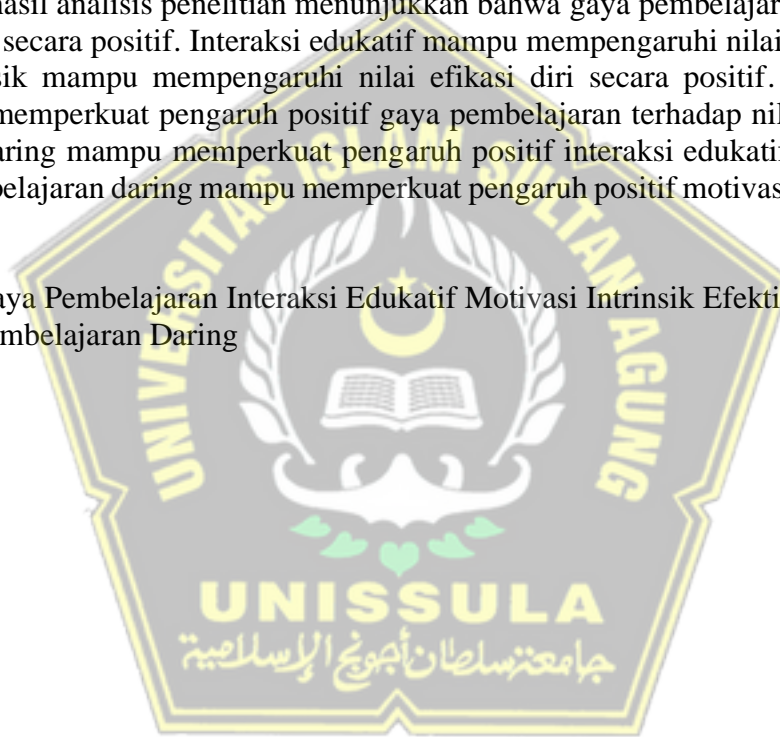 hasil analisis penelitian menunjukkan bahwa gaya pembelajar
secara positif. Interaksi edukatif mampu mempengaruhi nilai
sik mampu mempengaruhi nilai efikasi diri secara positif.
memperkuat pengaruh positif gaya pembelajaran terhadap nil
aring mampu memperkuat pengaruh positif interaksi edukatif
belajaran daring mampu memperkuat pengaruh positif motivas
aya Pembelajaran Interaksi Edukatif Motivasi Intrinsik Efekti
mbelajaran Daring
UNIVERSITAS ISLAM SULTAN AGUNG
UNISSULA
جامعتنسلطان أجونج الإسلامية